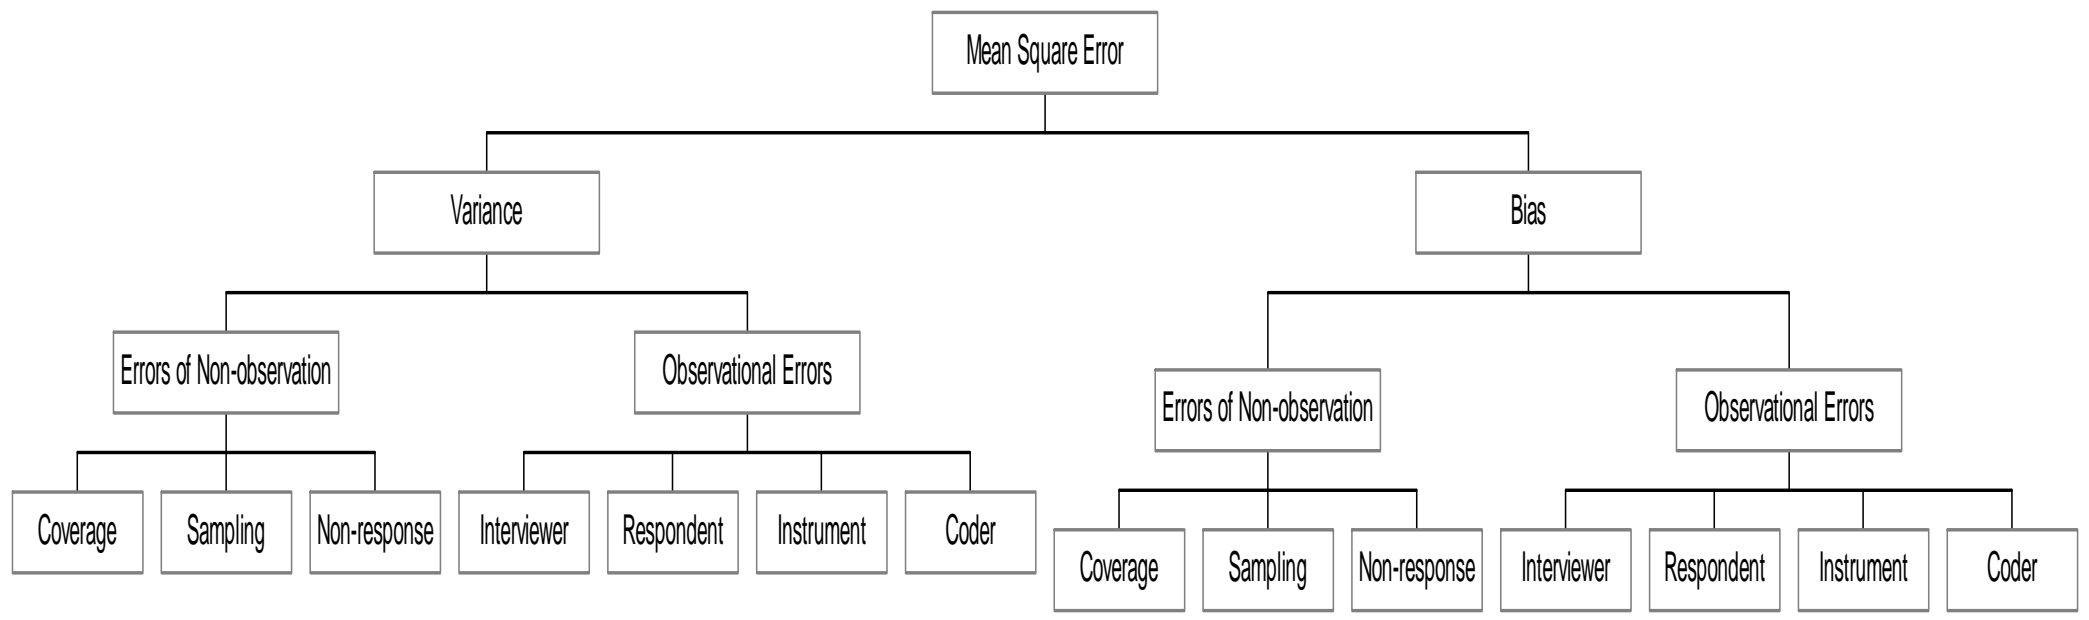 Mean Square Error
Variance
Bias
Errors of Non-observation
Observational Errors
Errors of Non-observation
Observational Errors
Coverage
Sampling
Non-response
Interviewer
Respondent
Instrument
Coder
Coverage
Sampling
Non-response
Interviewer
Respondent
Instrument
Coder